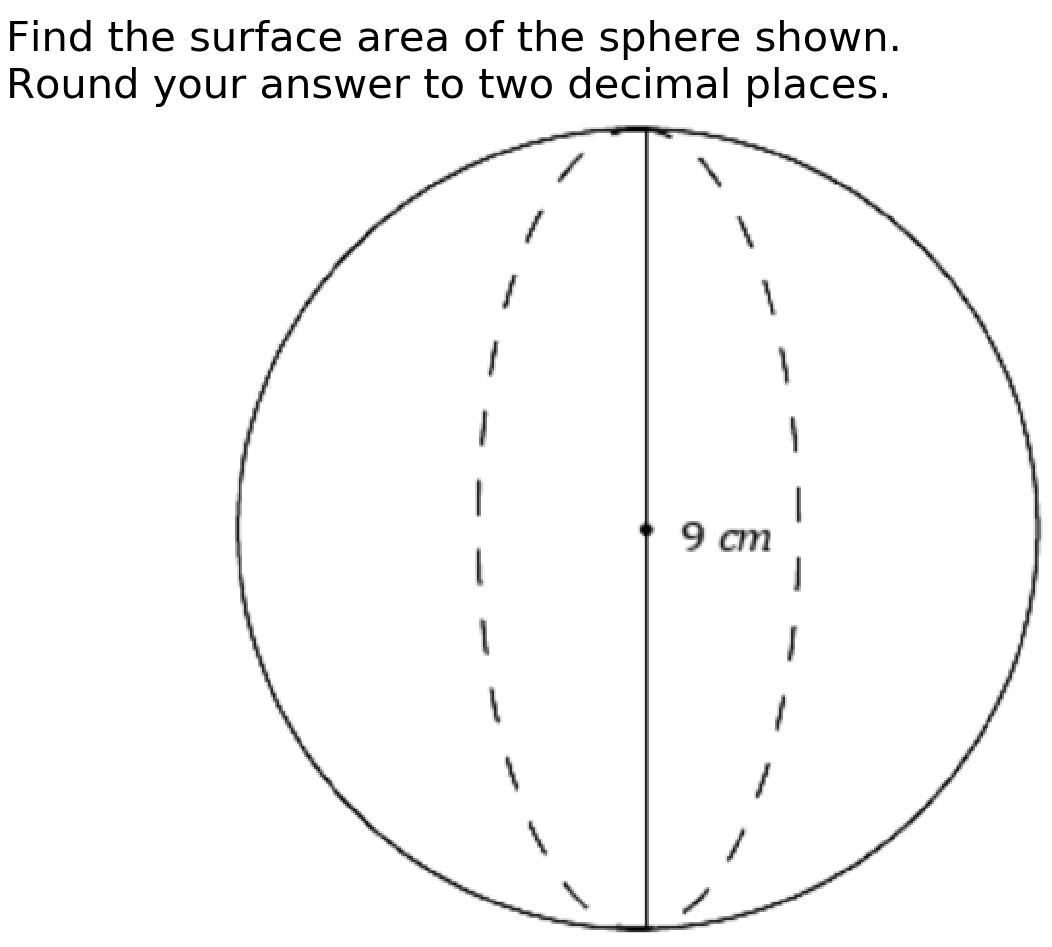 Find the surface area of the sphere shown.
Round your answer to two decimal places.
9 cm